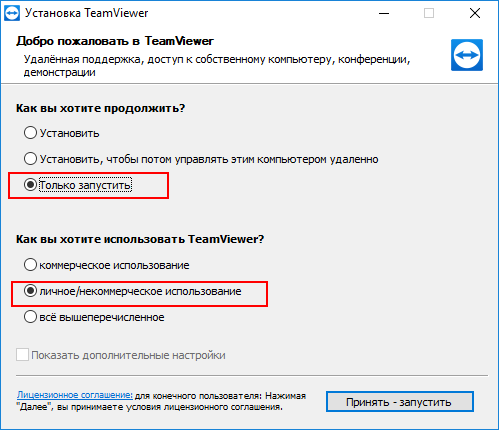 Установка TeamViewer
Добро пожаловать в TeamViewer
Удалённая поддержка, доступ к собственному компьютеру, конференции,
демонстрации
Как вы хотите продолжить?
Установить
Установить, чтобы потом управлять этим компьютером удаленно
Только запустить
Как вы хотите использовать TeamViewer?
коммерческое использование
личное/некоммерческое использование
всё вышеперечисленное
Показать дополнительные настройки
Лицензионное соглашение: для конечного пользователя: Нажимая
"Далее", вы принимаете условия лицензионного соглашения.
Принять - запустить